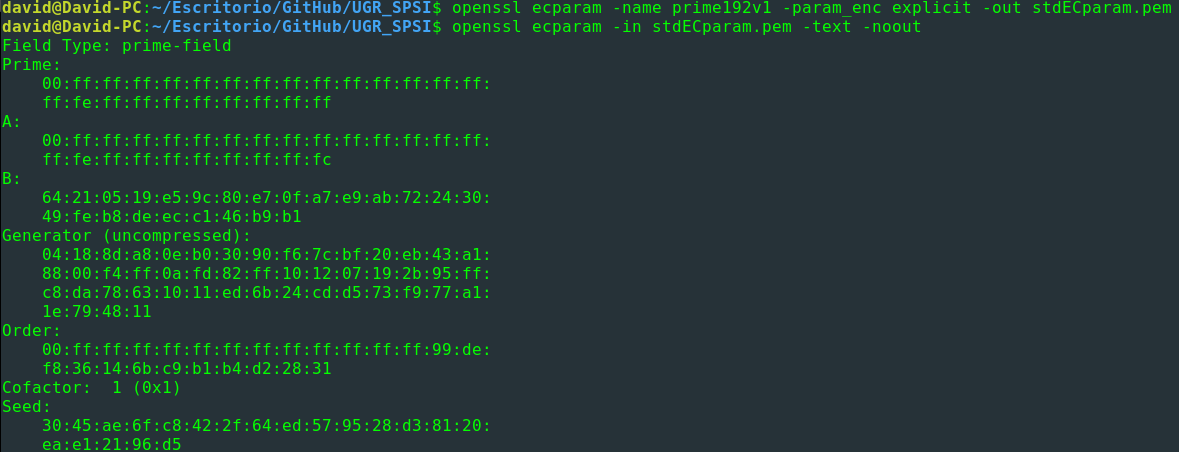 david@David-PC:~/Escritorio/GitHub/UGR_SPSI$ openssl ecparam -name prime192v1 -param_enc explicit -out stdECparam.pem
david@David-PC:~/Escritorio/GitHub/UGR_SPSI$ openssl ecparam -in stdECparam.pem -text -noout
Field Type: prime-field
Prime:
    00:ff:ff:ff:ff:ff:ff:ff:ff:ff:ff:ff:ff:ff:ff:
    ff:fe:ff:ff:ff:ff:ff:ff:ff:ff
A:
    00:ff:ff:ff:ff:ff:ff:ff:ff:ff:ff:ff:ff:ff:ff:
    ff:fe:ff:ff:ff:ff:ff:ff:ff:fc
B:
    64:21:05:19:e5:9c:80:e7:0f:a7:e9:ab:72:24:30:
    49:fe:b8:de:ec:c1:46:b9:b1
Generator (uncompressed):
    04:18:8d:a8:0e:b0:30:90:f6:7c:bf:20:eb:43:a1:
    88:00:f4:ff:0a:fd:82:ff:10:12:07:19:2b:95:ff:
    c8:da:78:63:10:11:ed:6b:24:cd:d5:73:f9:77:a1:
    1e:79:48:11
Order:
    00:ff:ff:ff:ff:ff:ff:ff:ff:ff:ff:ff:ff:99:de:
    f8:36:14:6b:c9:b1:b4:d2:28:31
Cofactor:  1 (0x1)
Seed:
    30:45:ae:6f:c8:42:2f:64:ed:57:95:28:d3:81:20:
    ea:e1:21:96:d5